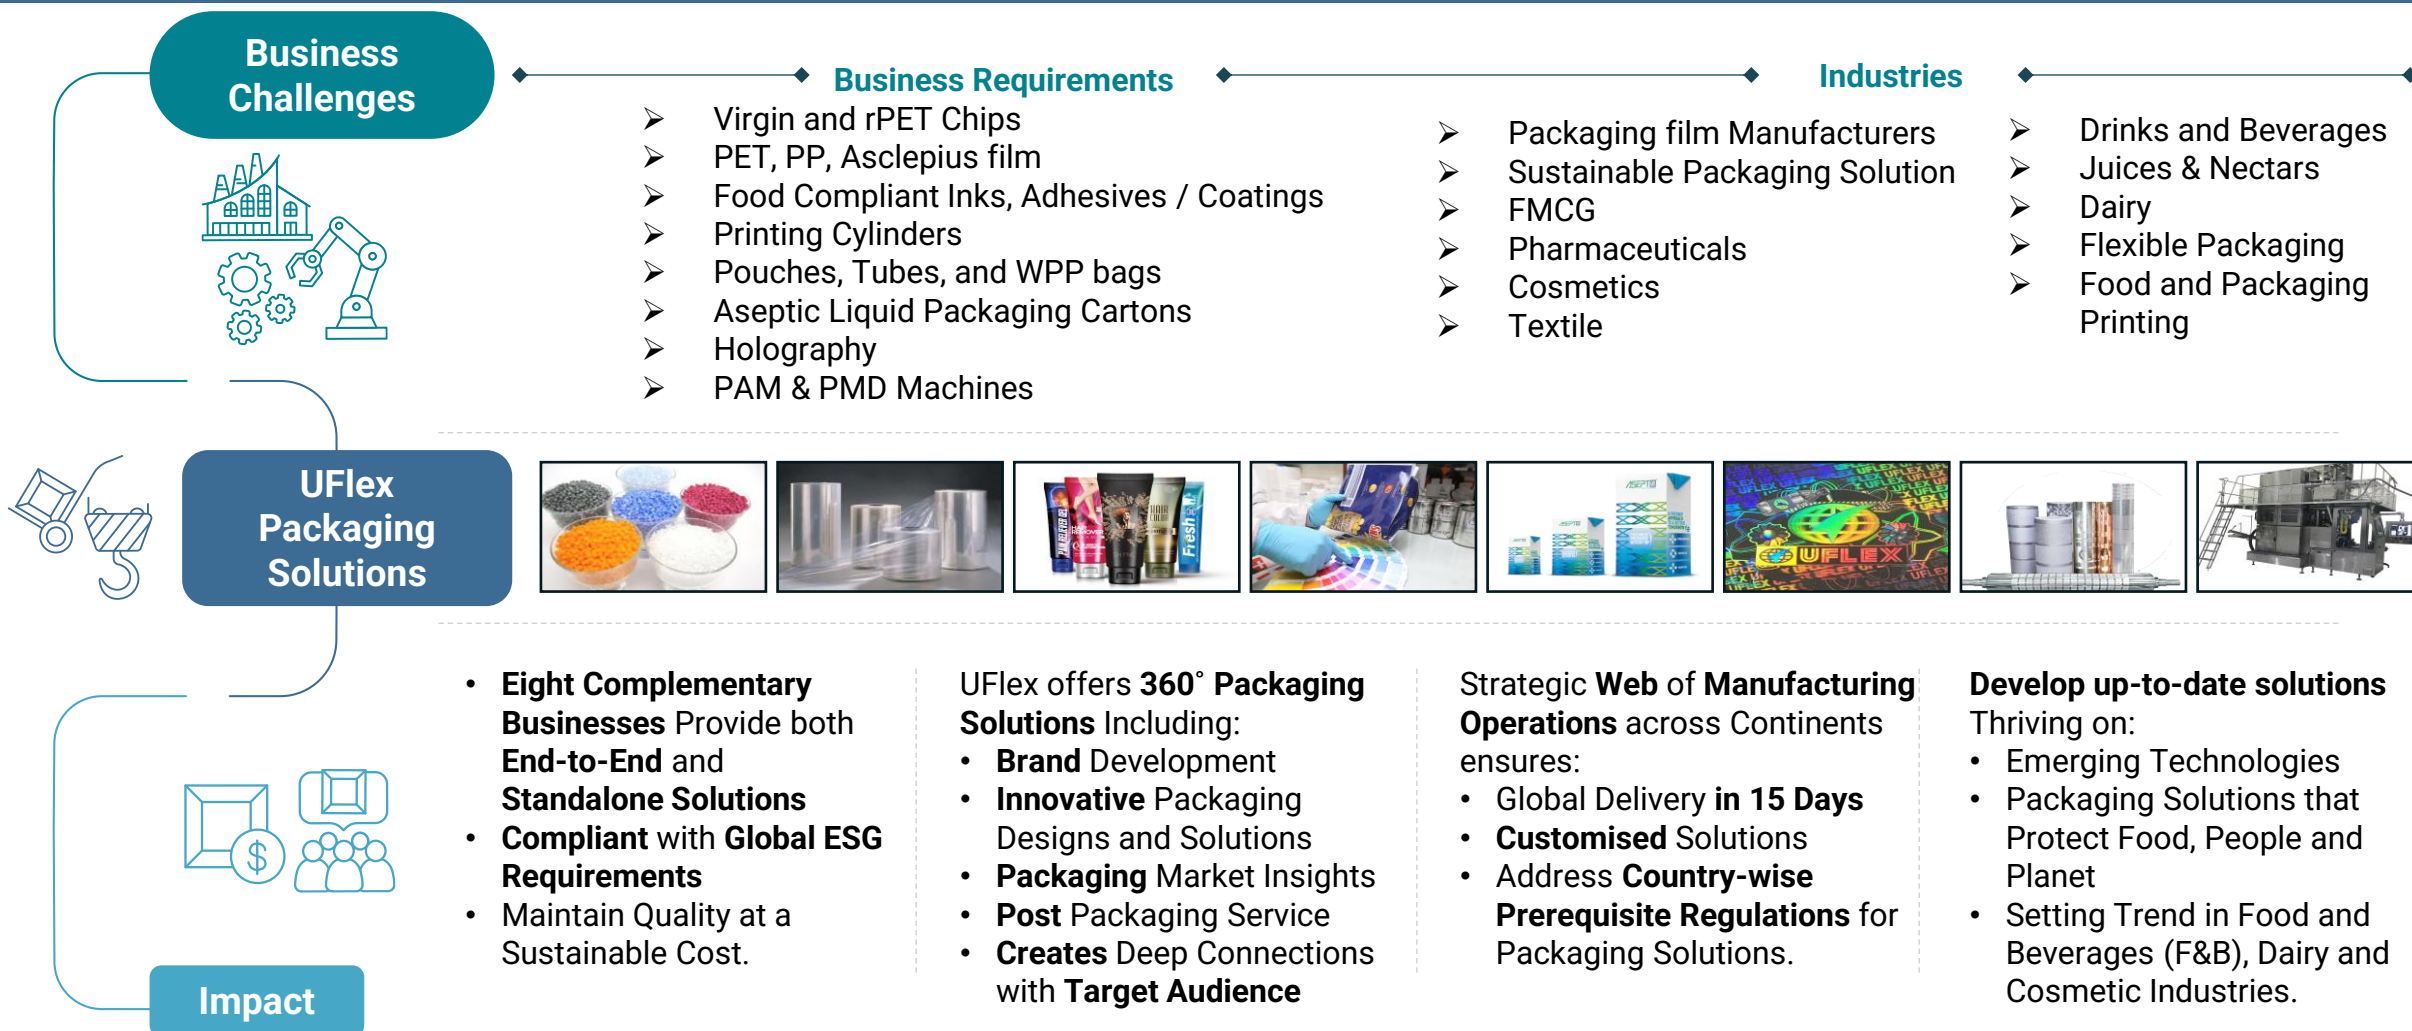 Business
Challenges
Business Requirements
Virgin and rPET Chips
PET, PP, Asclepius film
Food Compliant Inks, Adhesives / Coatings
Printing Cylinders
Pouches, Tubes, and WPP bags
Aseptic Liquid Packaging Cartons
Holography
PAM & PMD Machines
Industries
Packaging film Manufacturers
Sustainable Packaging Solution
FMCG
Pharmaceuticals
Cosmetics
Textile
Drinks and Beverages
Juices & Nectars
Dairy
Flexible Packaging
Food and Packaging
Printing
UFlex
Packaging
Solutions
HAIR
COLOR
Fresh
ASEPTO
UFLEX
• Eight Complementary
Businesses Provide both
End-to-End and
Standalone Solutions
• Compliant with Global ESG
Requirements
• Maintain Quality at a
Sustainable Cost.
UFlex offers 360° Packaging
Solutions Including:
• Brand Development
• Innovative Packaging
Designs and Solutions
• Packaging Market Insights
• Post Packaging Service
• Creates Deep Connections
with Target Audience
Strategic Web of Manufacturing
Operations across Continents
ensures:
• Global Delivery in 15 Days
• Customised Solutions
• Address Country-wise
Prerequisite Regulations for
Packaging Solutions.
Develop up-to-date solutions
Thriving on:
• Emerging Technologies
• Packaging Solutions that
Protect Food, People and
Planet
• Setting Trend in Food and
Beverages (F&B), Dairy and
Cosmetic Industries.
Impact